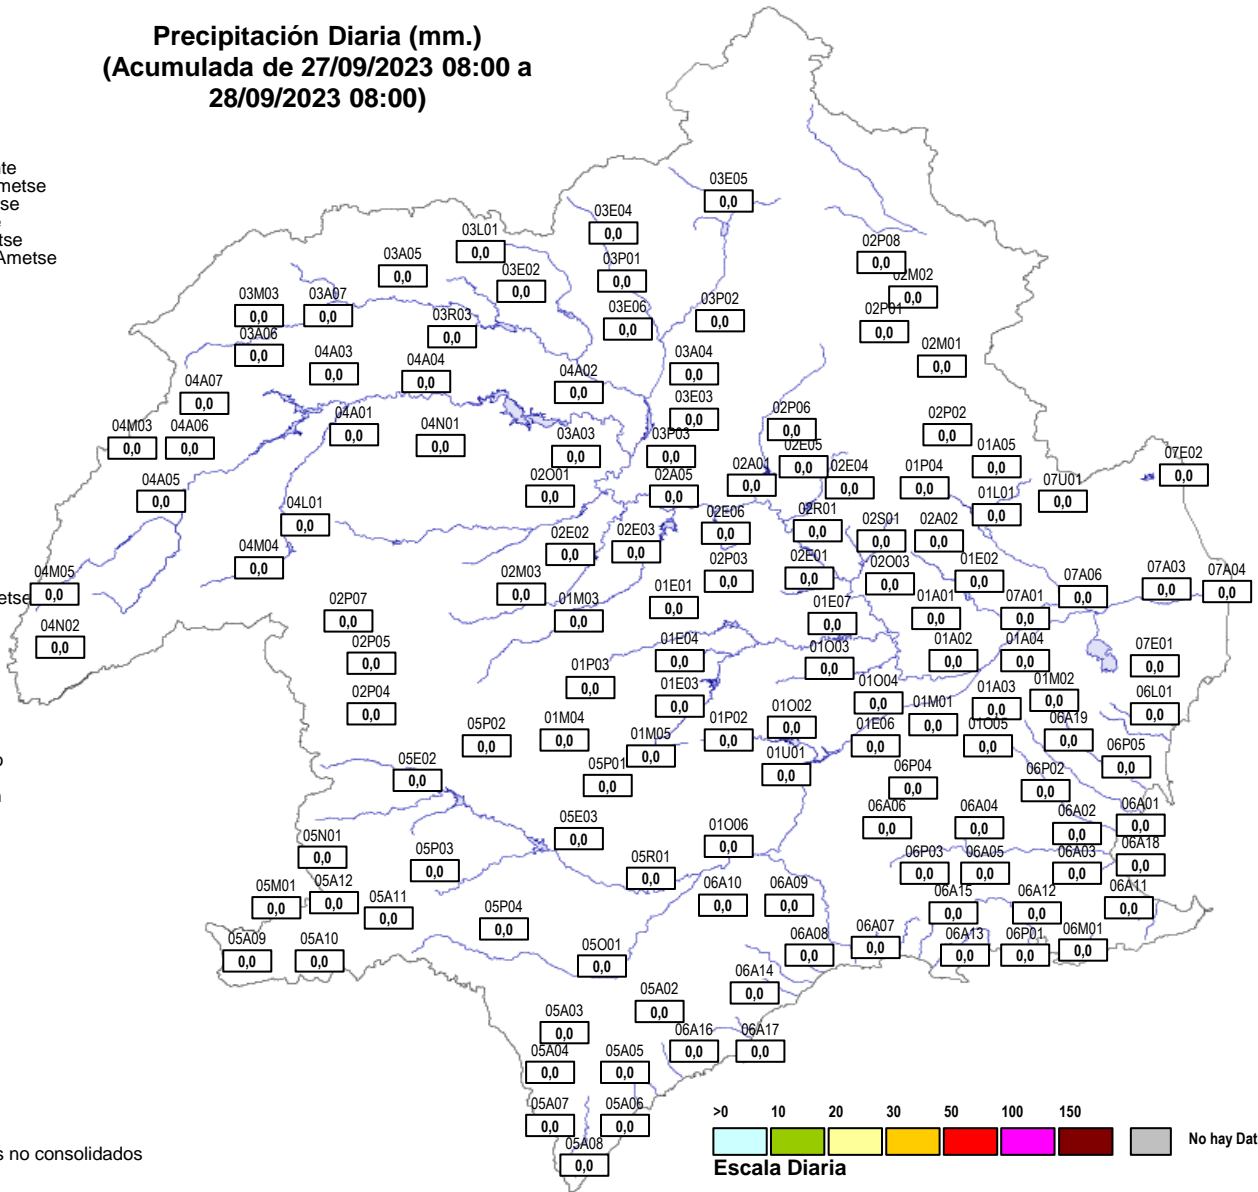 Precipitación Diaria (mm.)
(Acumulada de 27/09/2023 08:00 a
28/09/2023 08:00)
03E05
0,0
03E04
0,0
03L01
0,0
03A05
0,0
03P01
0,0
02P08
0,0
03E02
0,0
02M02
0,0
03M03
0,0
03A07
0,0
03P02
0,0
03E06
0,0
02P01
0,0
03R03
0,0
03A06
0,0
02M01
0,0
04A03
0,0
03A04
0,0
04A04
0,0
04A02
0,0
04A07
0,0
03E03
0,0
02P06
0,0
04A01
0,0
02P02
0,0
04M03
0,0
04A06
0,0
04N01
0,0
03A03
0,0
03P03
0,0
02E05
0,0
01A05
0,0
07E02
0,0
02A01
0,0
02E04
0,0
01P04
0,0
02O01
0,0
02A05
0,0
04A05
0,0
07U01
0,0
01L01
0,0
04L01
0,0
02R01
0,0
02E06
0,0
02S01
0,0
02A02
0,0
02E03
0,0
02E02
0,0
04M04
0,0
02E01
0,0
02P03
0,0
02O03
0,0
01E02
0,0
07A03
0,0
07A04
0,0
04M05
0,0
02M03
0,0
07A06
0,0
01E01
0,0
02P07
0,0
01M03
0,0
01E07
0,0
01A01
0,0
07A01
0,0
04N02
0,0
02P05
0,0
01E04
0,0
01O03
0,0
01A02
0,0
01A04
0,0
07E01
0,0
01P03
0,0
01E03
0,0
01O04
0,0
01A03
0,0
01M02
0,0
02P04
0,0
06L01
0,0
01M01
0,0
01O02
0,0
05P02
0,0
01M04
0,0
01P02
0,0
01E06
0,0
01O05
0,0
06A19
0,0
01M05
0,0
06P05
0,0
01U01
0,0
05E02
0,0
05P01
0,0
06P04
0,0
06P02
0,0
06A06
0,0
06A04
0,0
06A02
0,0
06A01
0,0
05E03
0,0
01O06
0,0
05N01
0,0
05P03
0,0
05R01
0,0
06P03
0,0
06A05
0,0
06A03
0,0
06A18
0,0
05M01
0,0
05A12
0,0
05A11
0,0
06A10
0,0
06A09
0,0
06A15
0,0
06A12
0,0
06A11
0,0
05P04
0,0
06A07
0,0
06A08
0,0
06A13
0,0
06P01
0,0
06M01
0,0
05A09
0,0
05A10
0,0
05O01
0,0
06A14
0,0
05A02
0,0
05A03
0,0
06A16
0,0
06A17
0,0
05A04
0,0
05A05
0,0
05A07
0,0
05A06
0,0
05A08
0,0
>0 10 20 30 50 100 150
No hay Dat
Escala Diaria
s no consolidados